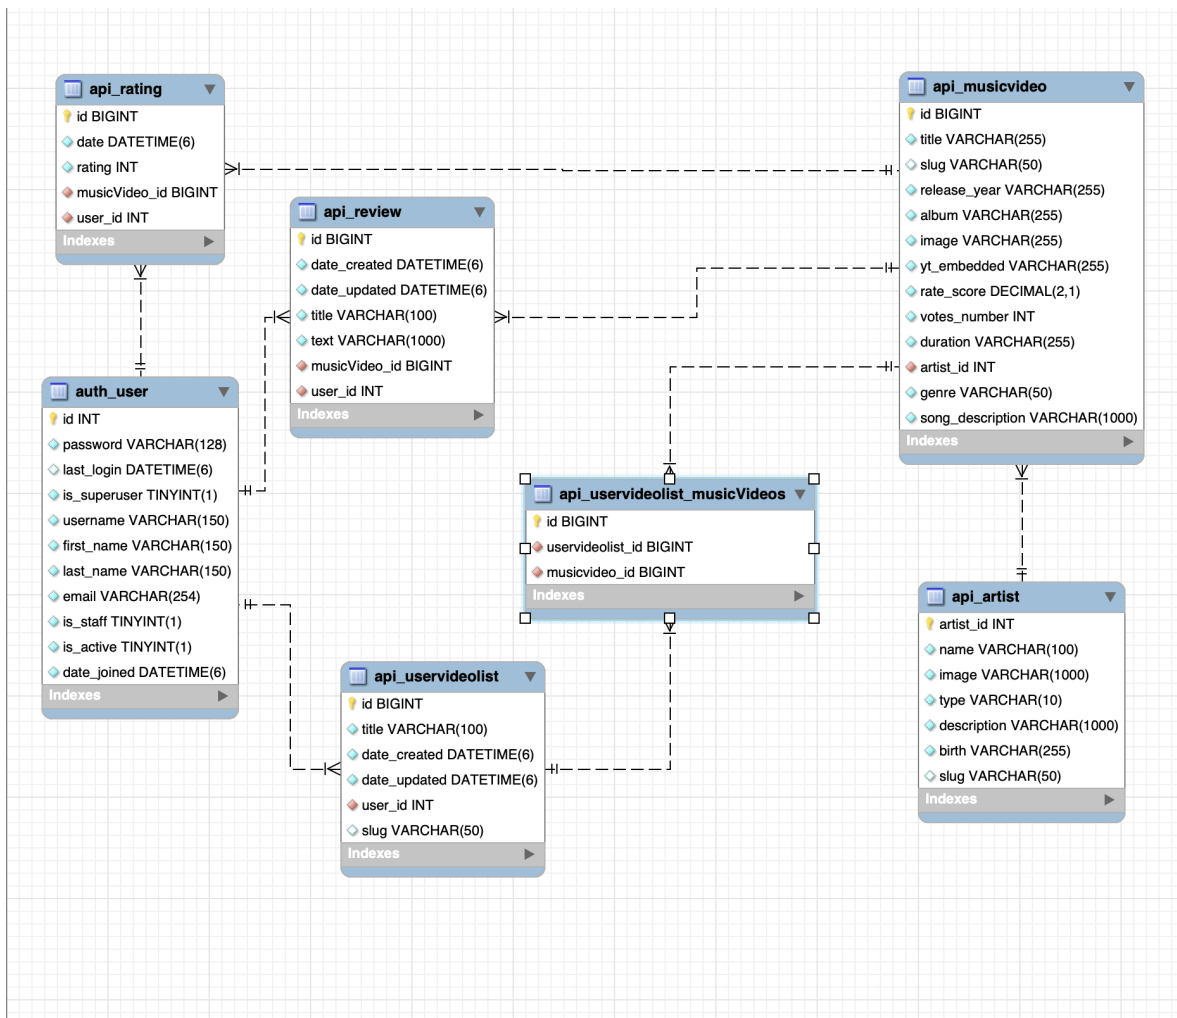 api_rating
id BIGINT
date DATETIME(6)
rating INT
musicVideo_id BIGINT
user_id INT
Indexes
api_review
id BIGINT
date_created DATETIME(6)
date_updated DATETIME(6)
title VARCHAR(100)
text VARCHAR(1000)
musicVideo_id BIGINT
user_id INT
Indexes
api_musicvideo
id BIGINT
title VARCHAR(255)
slug VARCHAR(50)
release_year VARCHAR(255)
album VARCHAR(255)
image VARCHAR(255)
yt_embedded VARCHAR(255)
rate_score DECIMAL(2,1)
votes_number INT
duration VARCHAR(255)
artist_id INT
genre VARCHAR(50)
song_description VARCHAR(1000)
Indexes
auth_user
id INT
password VARCHAR(128)
last_login DATETIME(6)
is_superuser TINYINT(1)
username VARCHAR(150)
first_name VARCHAR(150)
last_name VARCHAR(150)
email VARCHAR(254)
is_staff TINYINT(1)
is_active TINYINT(1)
date_joined DATETIME(6)
Indexes
api_uservideolist_musicVideos
id BIGINT
uservideolist_id BIGINT
musicvideo_id BIGINT
Indexes
api_artist
artist_id INT
name VARCHAR(100)
image VARCHAR(1000)
type VARCHAR(10)
description VARCHAR(1000)
birth VARCHAR(255)
slug VARCHAR(50)
Indexes
api_uservideolist
id BIGINT
title VARCHAR(100)
date_created DATETIME(6)
date_updated DATETIME(6)
user_id INT
slug VARCHAR(50)
Indexes